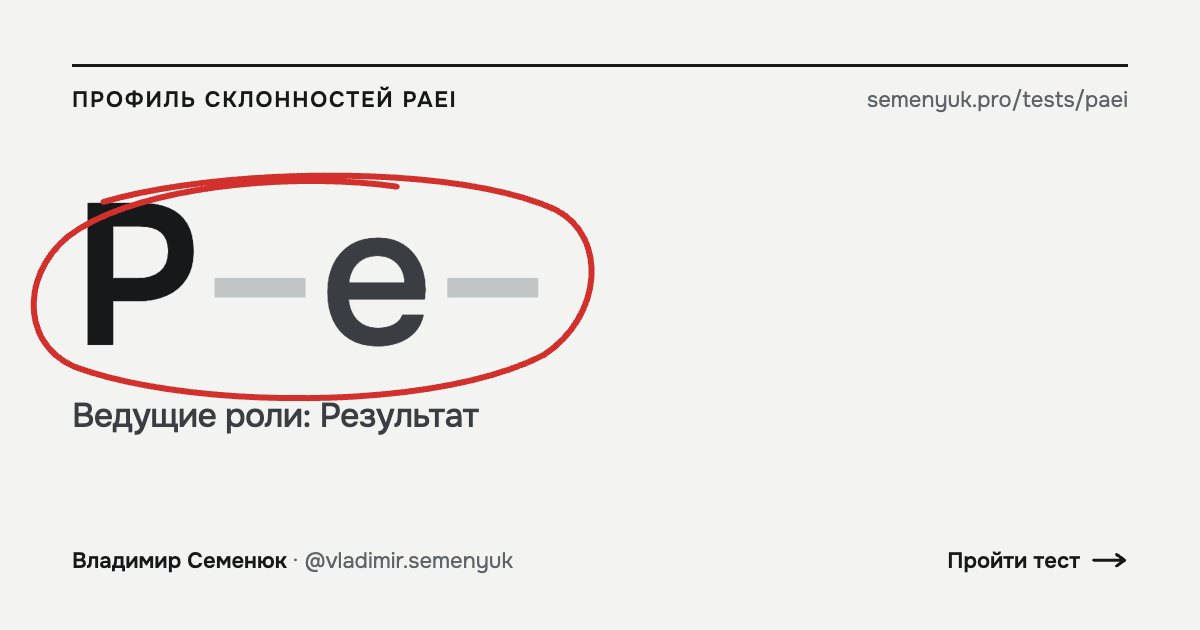 ПРОФИЛЬ СКЛОННОСТЕЙ PAEI
semenyuk.pro/tests/paei
P–e–
Ведущие роли: Результат
Владимир Семенюк · @vladimir.semenyuk
Пройти тест →